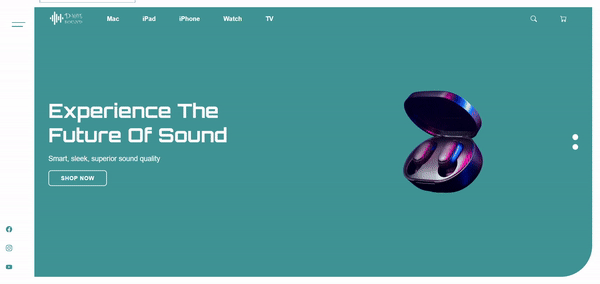 Mac iPad iPhone Watch TV
Experience The
Future Of Sound
Smart, sleek, superior sound quality
SHOP NOW